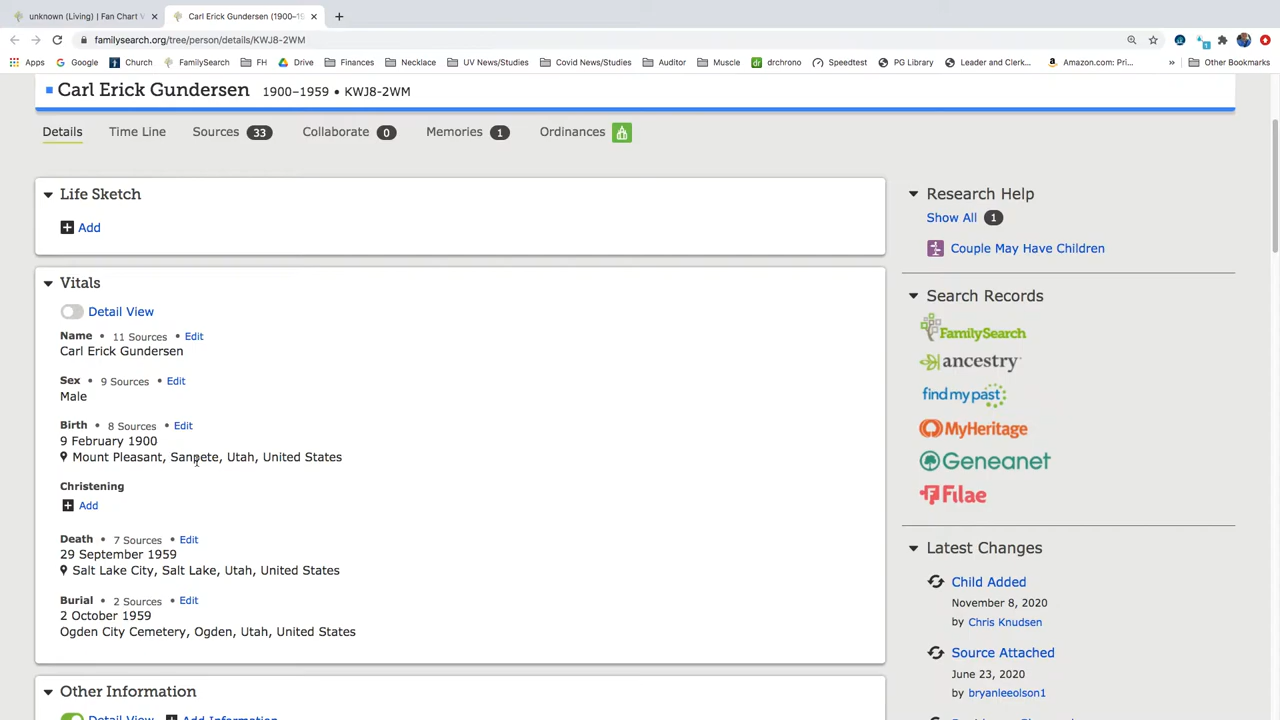 unknown (Living) | Fan Chart V
Carl Erick Gundersen (1900–19
familysearch.org/tree/person/details/KWJ8-2WM
Apps Google Church FamilySearch FH Drive Finances Necklace UV News/Studies Covid News/Studies Auditor Muscle drchrono Speedtest PG Library Leader and Clerk... Amazon.com: Pri... » Other Bookmarks
Carl Erick Gundersen 1900–1959 • KWJ8-2WM
Details Time Line Sources 33 Collaborate 0 Memories 1 Ordinances
Life Sketch
Add
Vitals
Detail View
Name • 11 Sources • Edit
Carl Erick Gundersen
Sex • 9 Sources • Edit
Male
Birth • 8 Sources • Edit
9 February 1900
Mount Pleasant, Sanpete, Utah, United States
Christening
Add
Death • 7 Sources • Edit
29 September 1959
Salt Lake City, Salt Lake, Utah, United States
Burial • 2 Sources • Edit
2 October 1959
Ogden City Cemetery, Ogden, Utah, United States
Other Information
Detail View Add Information
Research Help
Show All 1
Couple May Have Children
Search Records
FamilySearch
ancestry
findmypast
MyHeritage
Geneanet
Filae
Latest Changes
Child Added
November 8, 2020
by Chris Knudsen
Source Attached
June 23, 2020
by bryanleeolson1